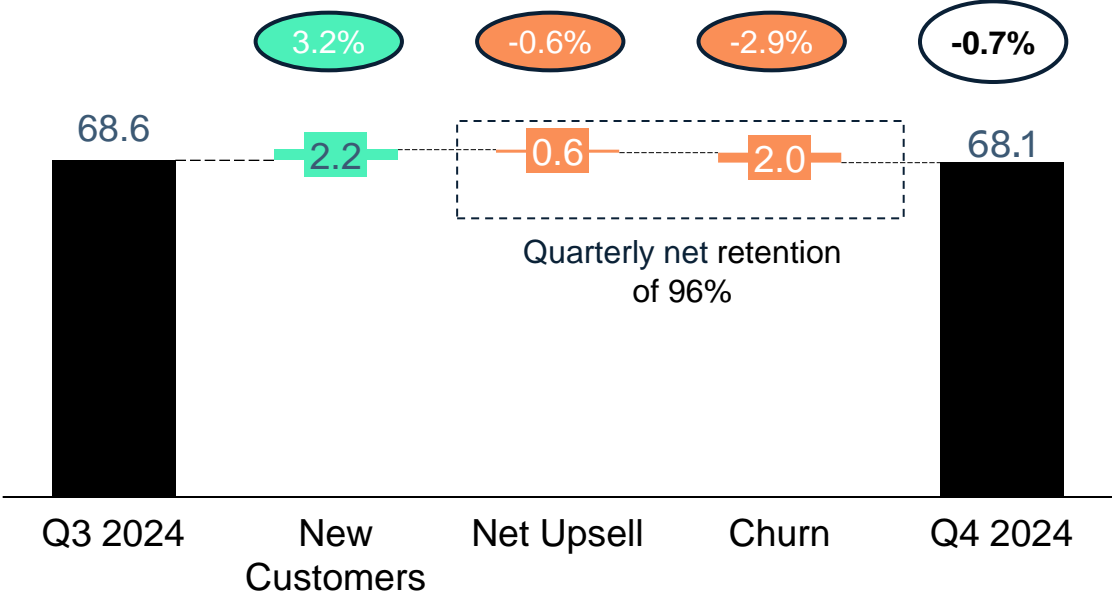 3.2%
-0.6%
-2.9%
-0.7%
68.6
2.2
0.6
2.0
68.1
Quarterly net retention
of 96%
Q3 2024
New
Customers
Net Upsell
Churn
Q4 2024